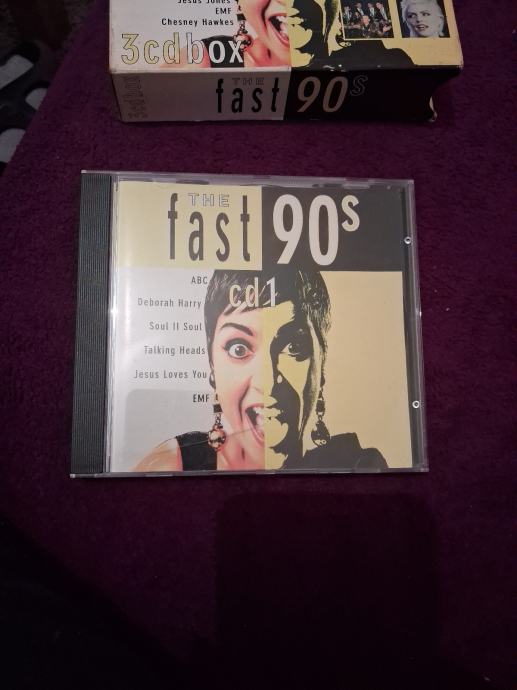 Jesus Jones
EMF
Chesney Hawkes
3cdbox
3cdbox
THE
fast 90s
THE
fast 90s
ABC
cd1
Deborah Harry
Soul II Soul
Talking Heads
Jesus Loves You
EMF